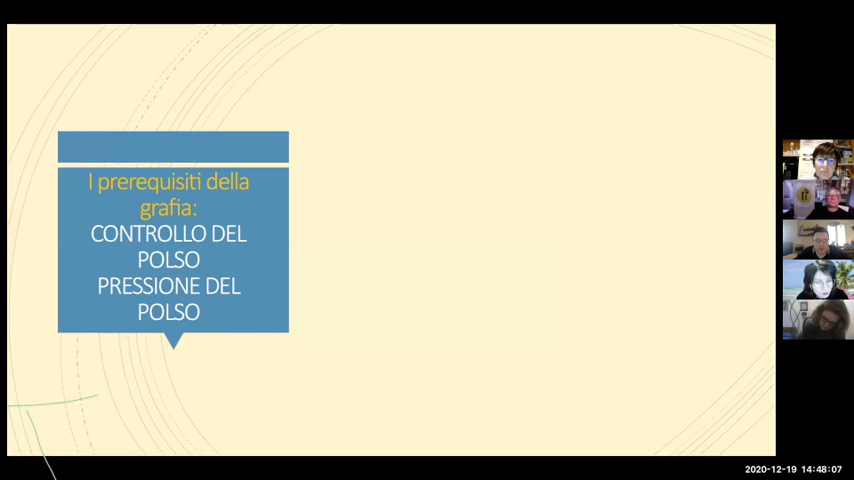 I prerequisiti della
grafia:
CONTROLLO DEL
POLSO
PRESSIONE DEL
POLSO
2020-12-19 14:48:07